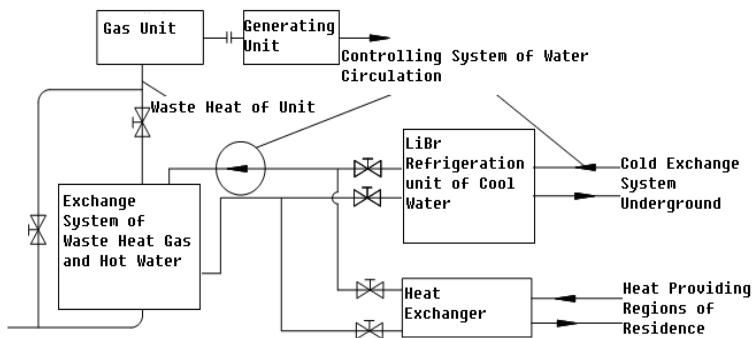 Gas Unit
Generating
Unit
Controlling System of Water
Circulation
Waste Heat of Unit
LiBr
Refrigeration
unit of Cool
Water
Cold Exchange
System
Underground
Exchange
System of
Waste Heat Gas
and Hot Water
Heat
Exchanger
Heat Providing
Regions of
Residence